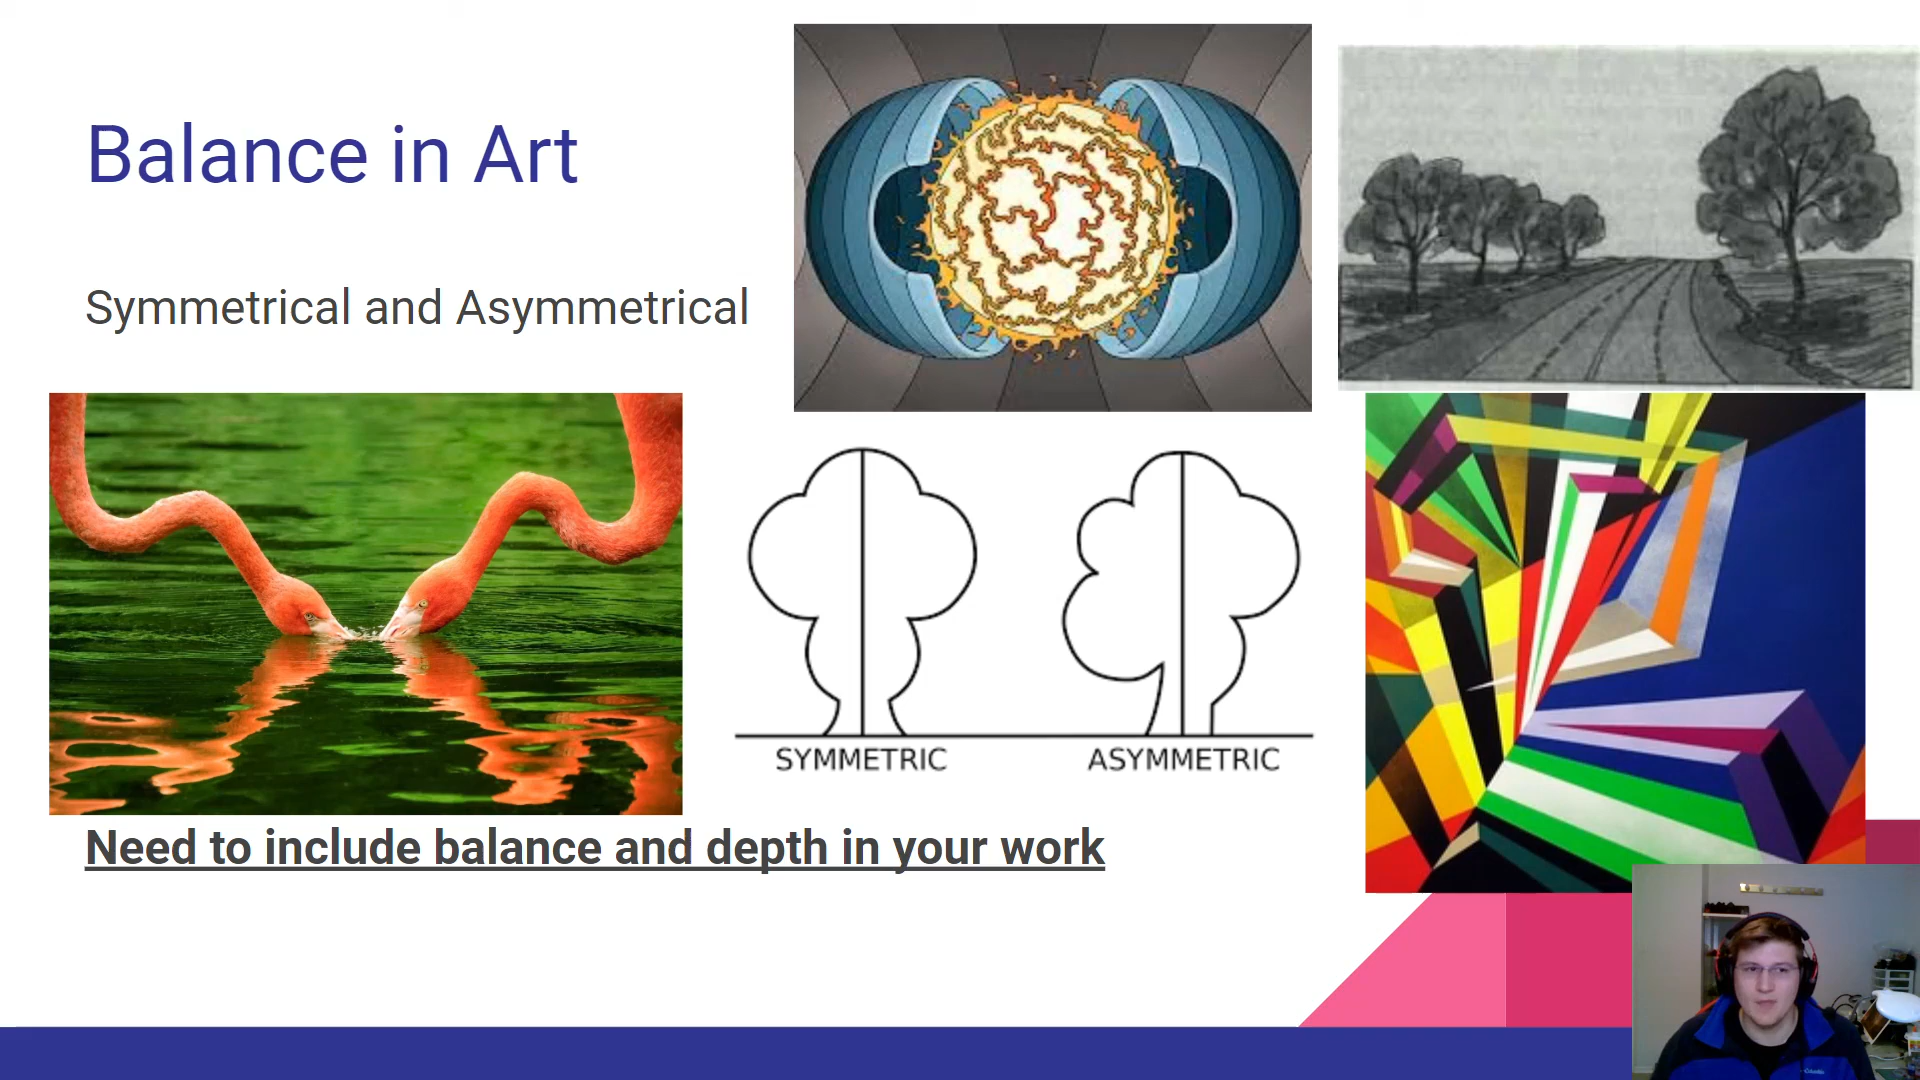 Balance in Art
Symmetrical and Asymmetrical
SYMMETRIC
ASYMMETRIC
Need to include balance and depth in your work